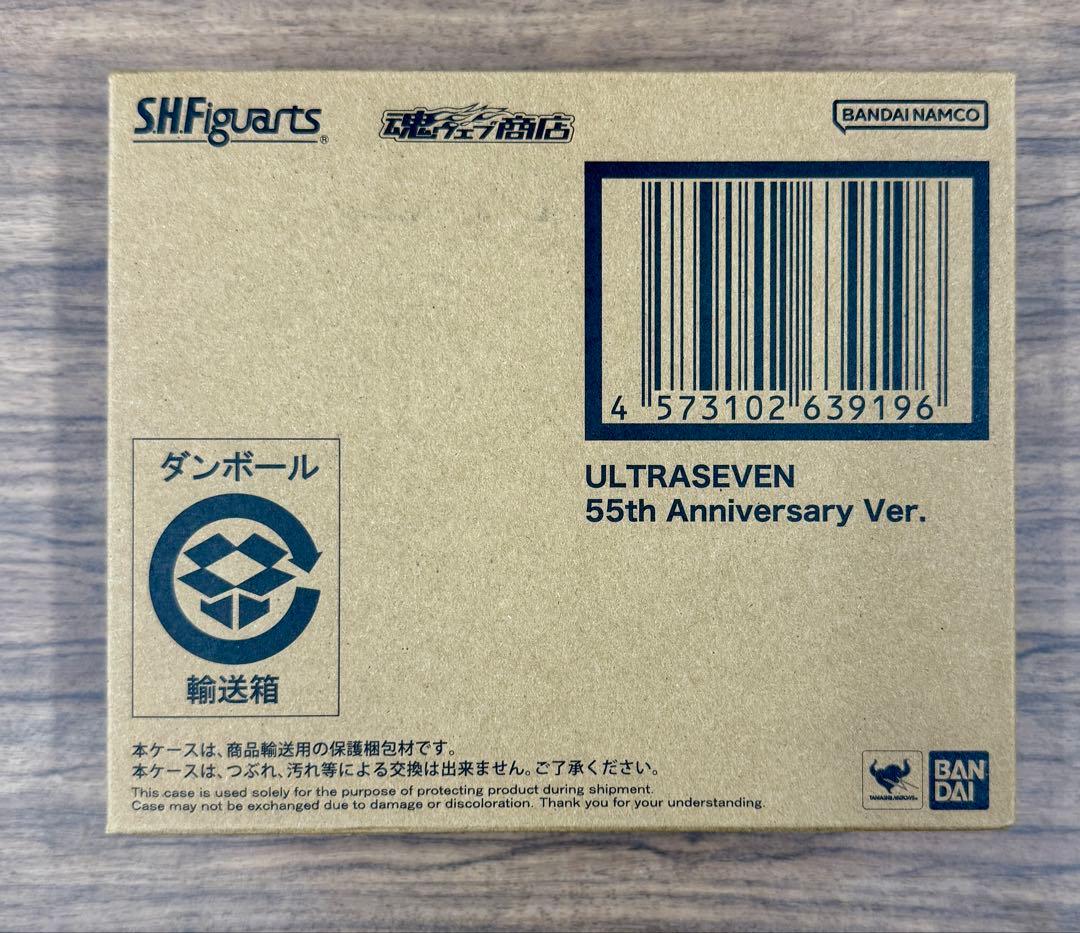 S.H.Figuarts®
魂ウェブ商店
BANDAI NAMCO
4 573102 639196
ULTRASEVEN
55th Anniversary Ver.
ダンボール
輸送箱
本ケースは、商品輸送用の保護梱包材です。
本ケースは、つぶれ、汚れ等による交換は出来ません。ご了承ください。
This case is used solely for the purpose of protecting product during shipment.
Case may not be exchanged due to damage or discoloration. Thank you for your understanding.
TAMASHII NATIONS
BAN
DAI